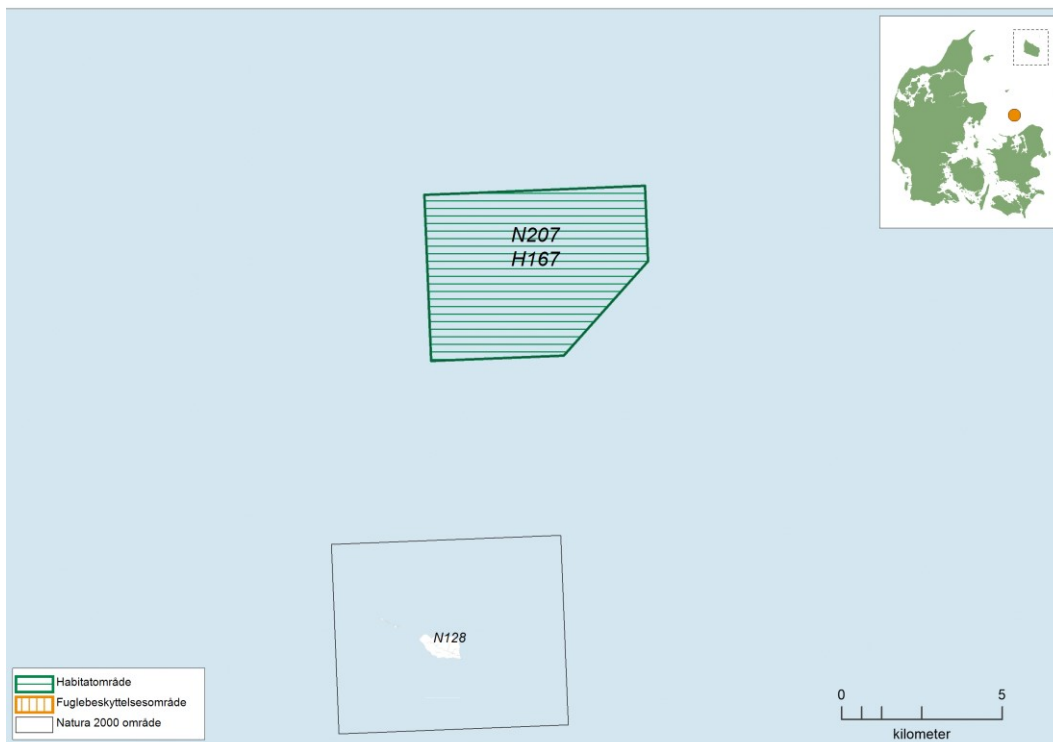 N207
H167
N128
Habitatområde
Fuglebeskyttelsesområde
Natura 2000 område
0 5
kilometer